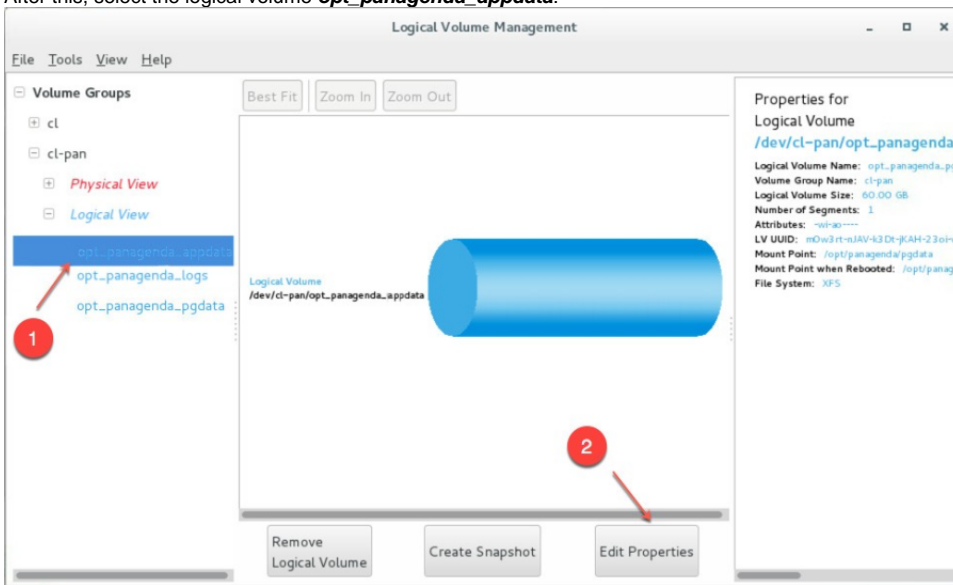 After this, select the logical volume opt_panagenda_appdata.
Logical Volume Management
File Tools View Help
Volume Groups
cl
cl-pan
Physical View
Logical View
opt_panagenda_appdata
opt_panagenda_logs
opt_panagenda_pgdata
1
Best Fit Zoom In Zoom Out
Logical Volume
/dev/cl-pan/opt_panagenda_appdata
2
Remove
Logical Volume
Create Snapshot
Edit Properties
Properties for
Logical Volume
/dev/cl-pan/opt_panagenda
Logical Volume Name: opt_panagenda_pg
Volume Group Name: cl-pan
Logical Volume Size: 60.00 GB
Number of Segments: 1
Attributes: -wi-ao----
LV UUID:
Mount Point: /opt/panagenda/pgdata
Mount Point when Rebooted: /opt/panag
File System: XFS